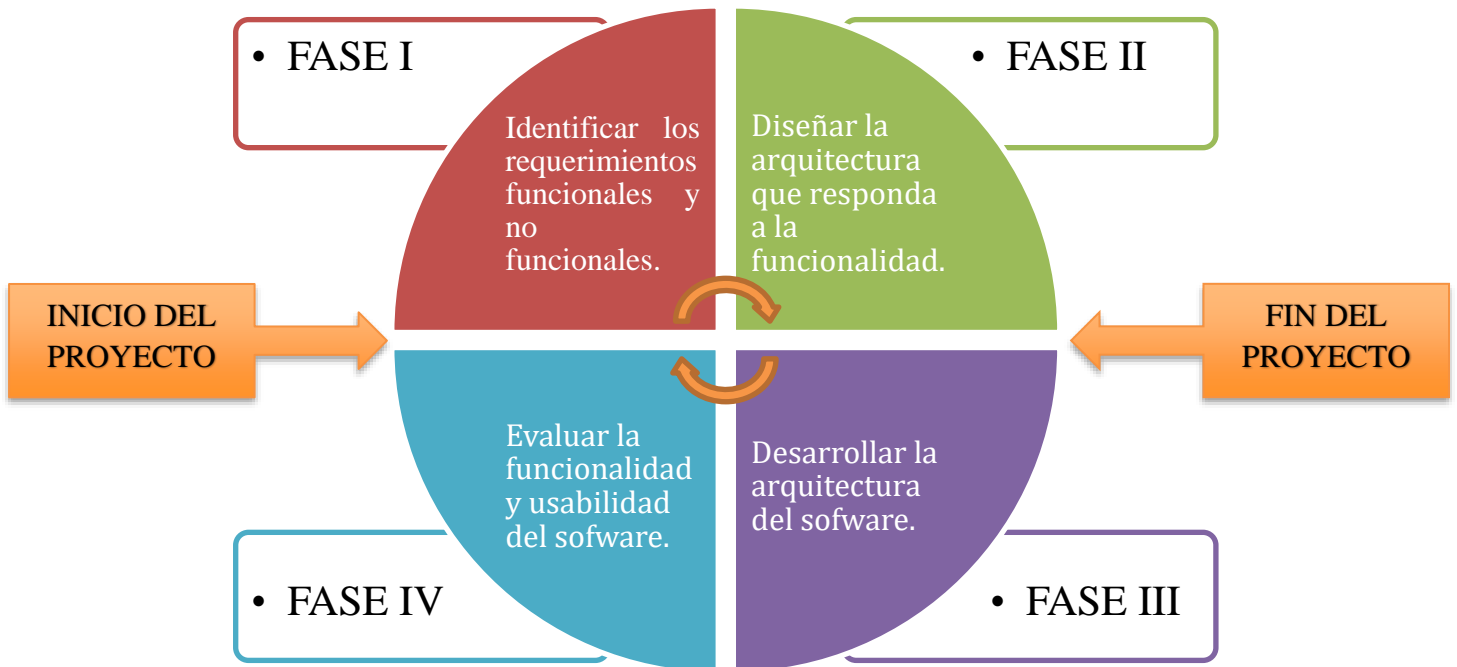 • FASE I
• FASE II
Identificar los
requerimientos
funcionales y
no
funcionales.
Diseñar la
arquitectura
que responda
a la
funcionalidad.
INICIO DEL
PROYECTO
FIN DEL
PROYECTO
Evaluar la
funcionalidad
y usabilidad
del sofware.
Desarrollar la
arquitectura
del sofware.
• FASE IV
• FASE III